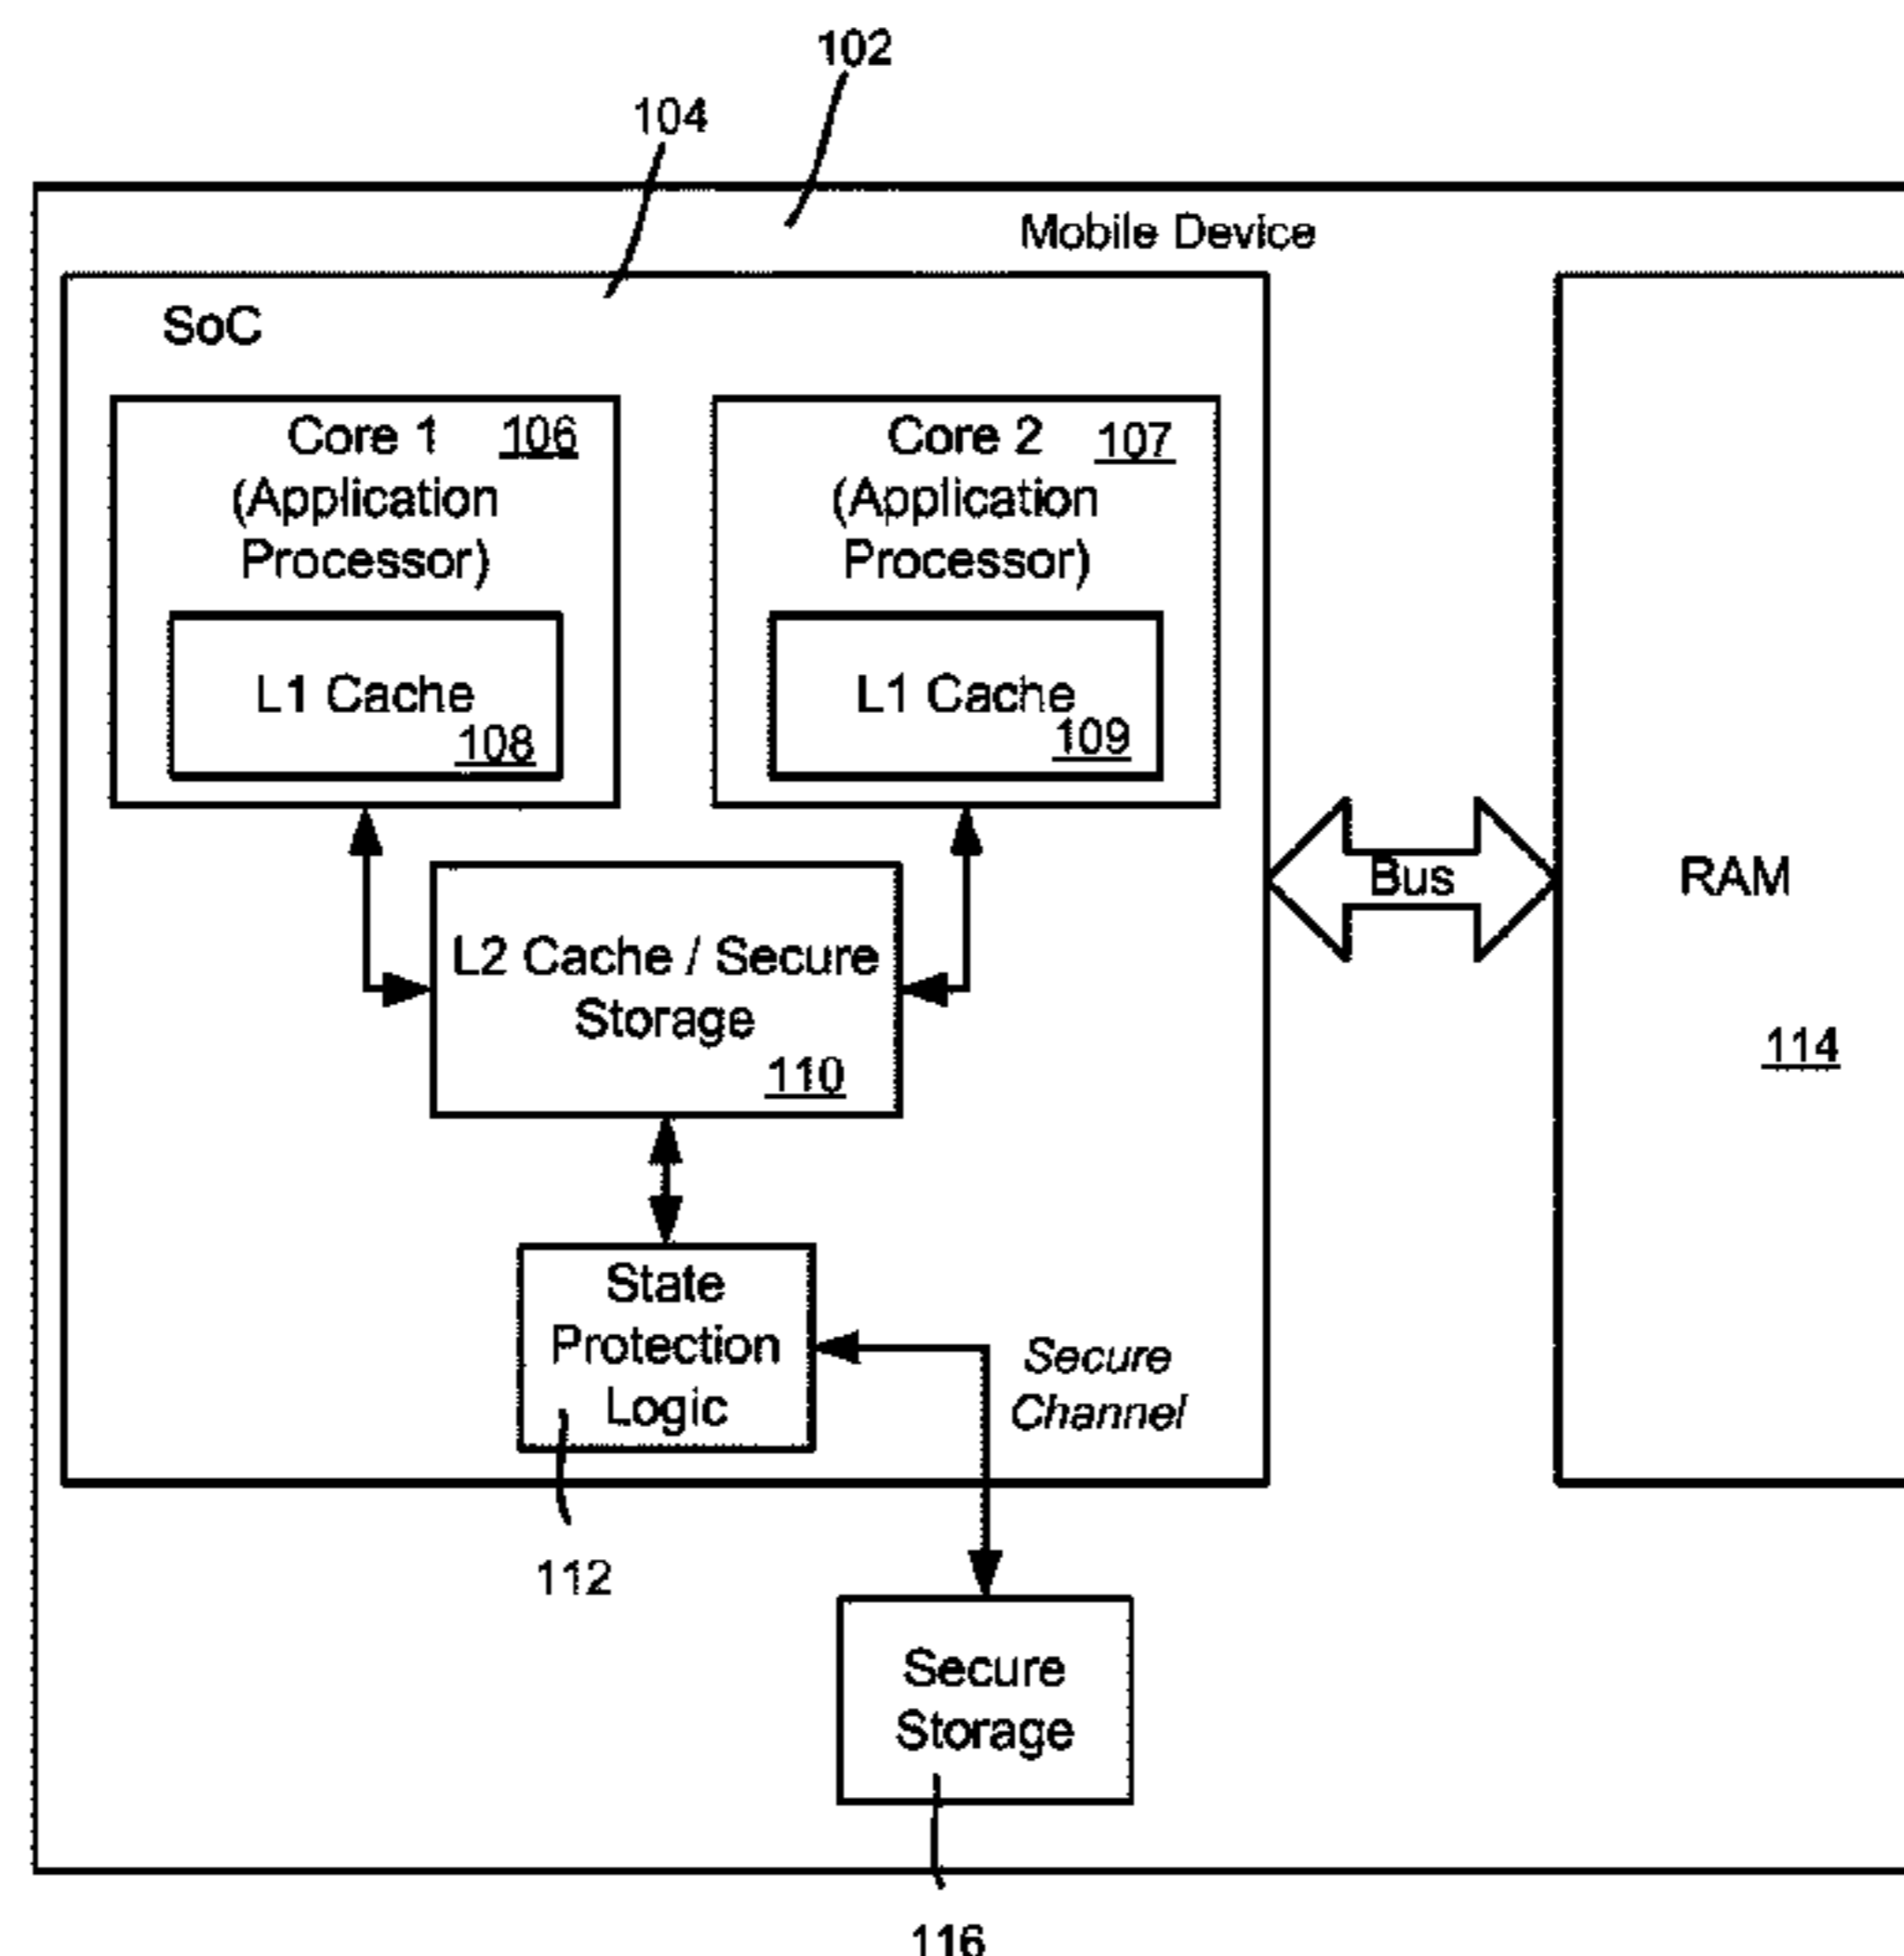 102
104
Mobile Device
SoC
Core 1 106
(Application
Processor)
L1 Cache
108
Core 2 107
(Application
Processor)
L1 Cache
109
Bus
RAM
114
L2 Cache / Secure
Storage
110
State
Protection
Logic
Secure
Channel
112
Secure
Storage
116